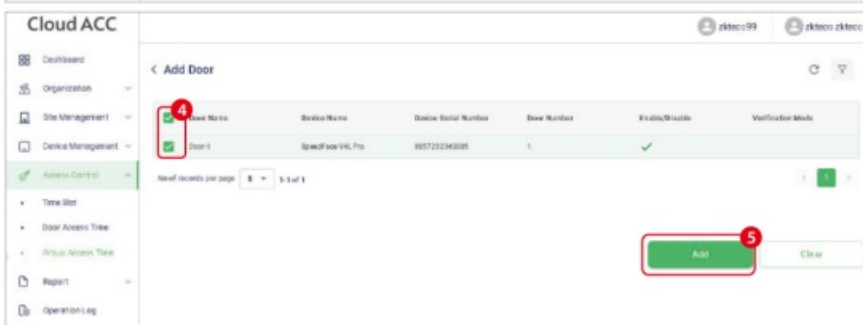 Cloud ACC
zkteco99
zkteco zktecc
Dashboard
< Add Door
Organization
Site Management
4
Door Name
Device Name
Device Serial Number
Door Number
Enable/Disable
Verification Mode
Device Management
Door-1
SpeedFace-V4L Pro
1
Access Control
No of records per page
1-1 of 1
< 1 >
Time Slot
Door Access Time
5
Group Access Time
Add
Clear
Report
Operation Log